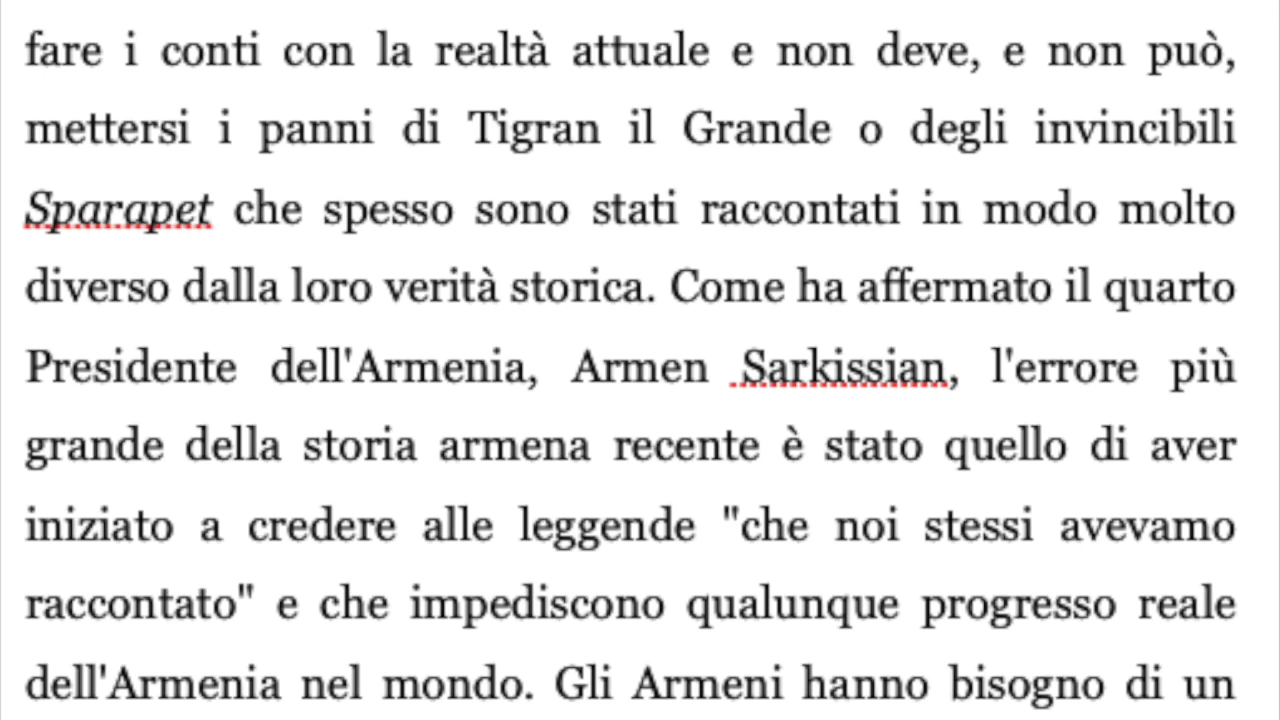 fare i conti con la realtà attuale e non deve, e non può,
mettersi i panni di Tigran il Grande o degli invincibili
Sparapet che spesso sono stati raccontati in modo molto
diverso dalla loro verità storica. Come ha affermato il quarto
Presidente dell'Armenia, Armen Sarkissian, l'errore più
grande della storia armena recente è stato quello di aver
iniziato a credere alle leggende "che noi stessi avevamo
raccontato" e che impediscono qualunque progresso reale
dell'Armenia nel mondo. Gli Armeni hanno bisogno di un